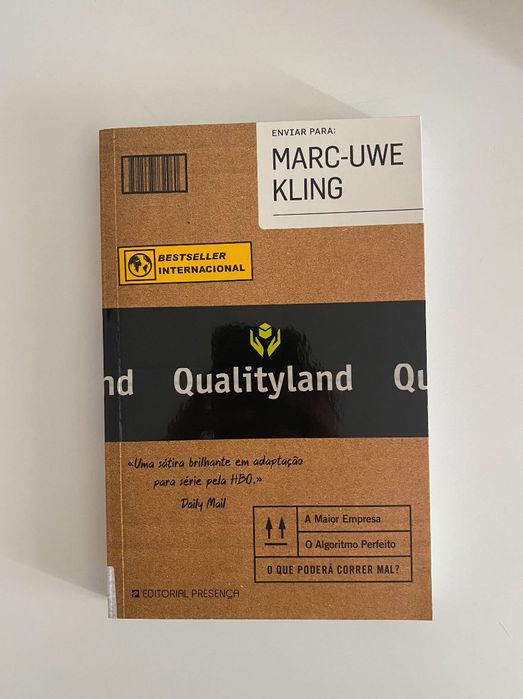 ENVIAR PARA:
MARC-UWE
KLING
BESTSELLER
INTERNACIONAL
nd Qualityland Qu
«Uma sátira brilhante em adaptação
para série pela HBO.»
Daily Mail
A Maior Empresa
O Algoritmo Perfeito
O QUE PODERÁ CORRER MAL?
EDITORIAL PRESENÇA